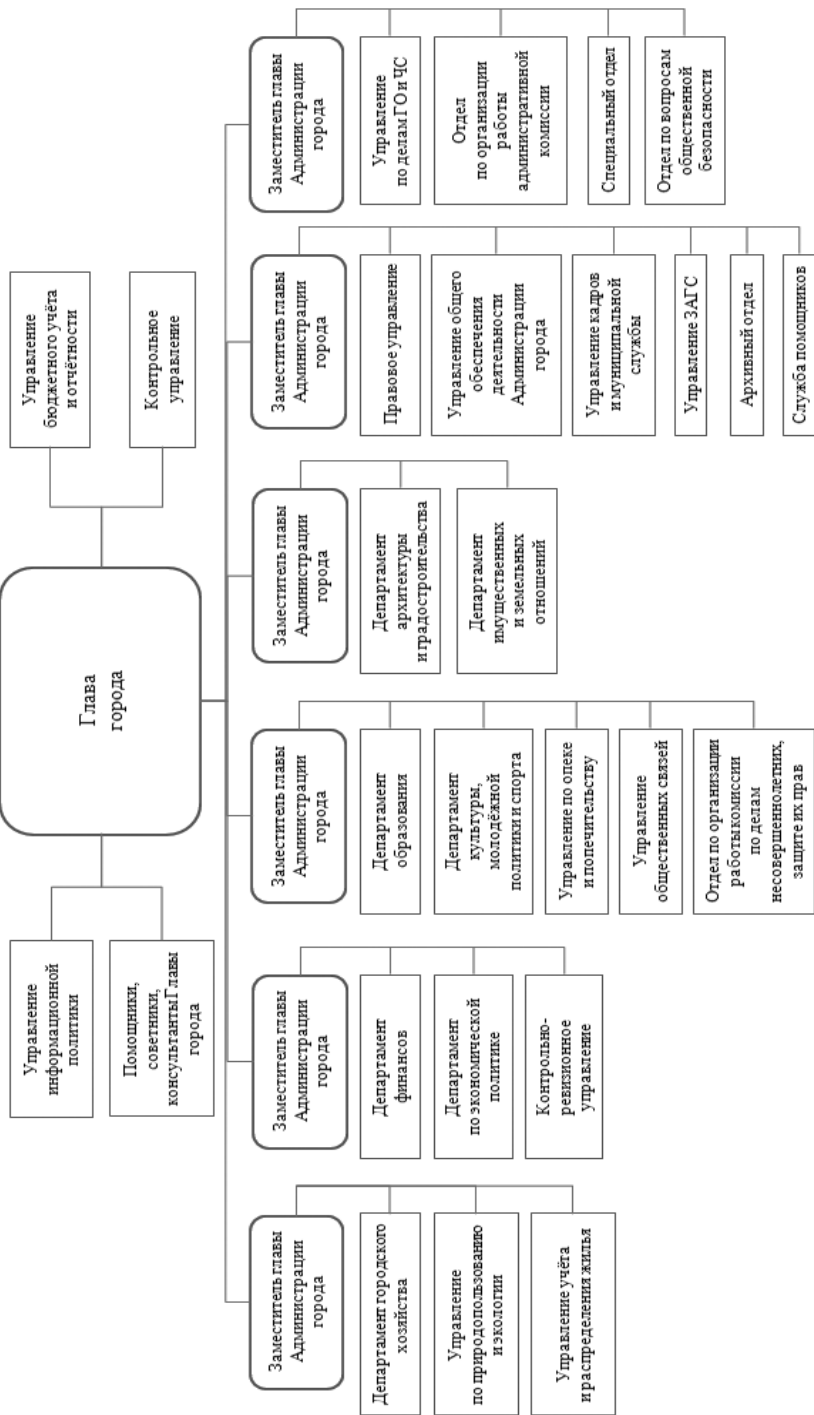 Глава
города
Управление
информационной
политики
Помощники,
советники,
консультанты Главы
города
Управление
бюджетного учёта
и отчётности
Контрольное
управление
Заместитель главы
Администрации
города
Департамент городского
хозяйства
Управление
по природопользованию
и экологии
Управление учёта
и распределения жилья
Заместитель главы
Администрации
города
Департамент
финансов
Департамент
по экономической
политике
Контрольно-
ревизионное
управление
Заместитель главы
Администрации
города
Департамент
образования
Департамент
культуры,
молодёжной
политики и спорта
Управление по опеке
и попечительству
Управление
общественных связей
Отдел по организации
работы комиссии
по делам
несовершеннолетних,
защите их прав
Заместитель главы
Администрации
города
Департамент
архитектуры
и градостроительства
Департамент
имущественных
и земельных
отношений
Заместитель главы
Администрации
города
Правовое управление
Управление общего
обеспечения
деятельности
Администрации
города
Управление кадров
и муниципальной
службы
Управление ЗАГС
Архивный отдел
Служба помощников
Заместитель главы
Администрации
города
Управление
по делам ГО и ЧС
Отдел
по организации
работы
административной
комиссии
Специальный отдел
Отдел по вопросам
общественной
безопасности